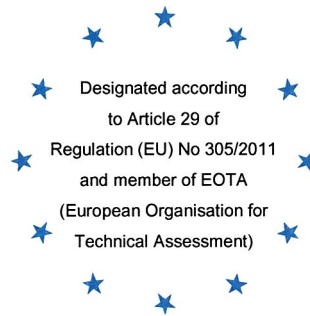 Designated according
to Article 29 of
Regulation (EU) No 305/2011
and member of EOTA
(European Organisation for
Technical Assessment)